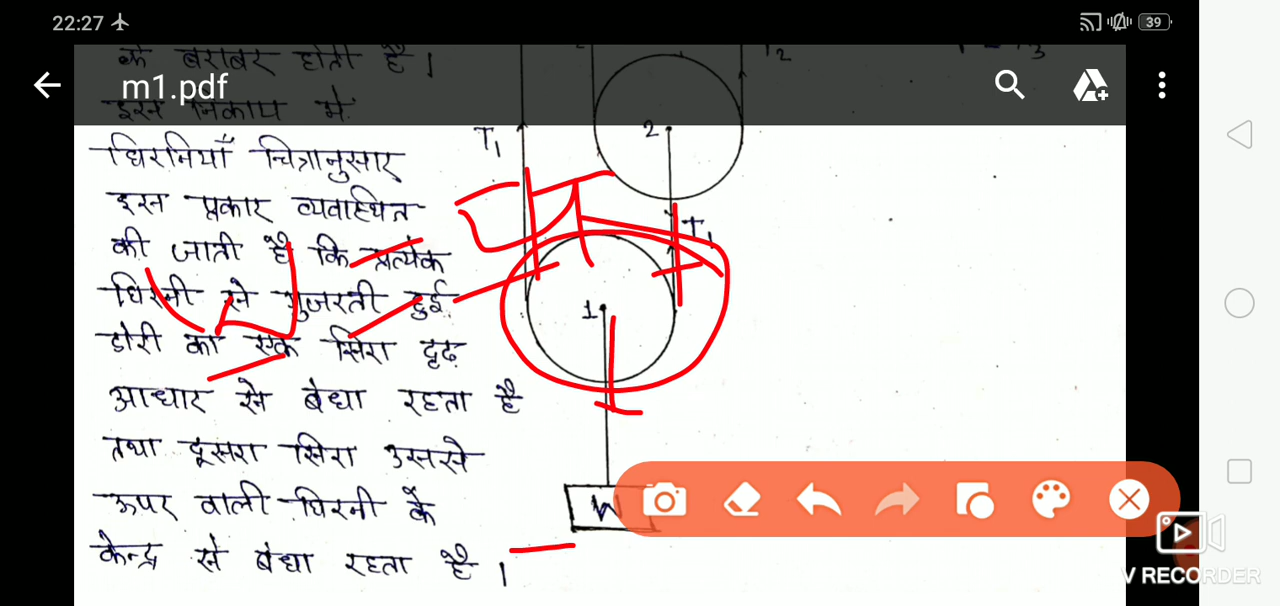 22:27
39
के बराबर होती है।
T2
m1.pdf
इस निकाय में
घिरनियाँ चित्रानुसार
T1
2
इस प्रकार व्यवस्थित
की जाती है कि प्रत्येक
T1
घिरनी से गुजरती हुई
1
डोरी का एक सिरा दृढ़
आधार से बंधा रहता है
तथा दूसरा सिरा उससे
ऊपर वाली घिरनी के
W
केन्द्र से बंधा रहता है।
V RECORDER